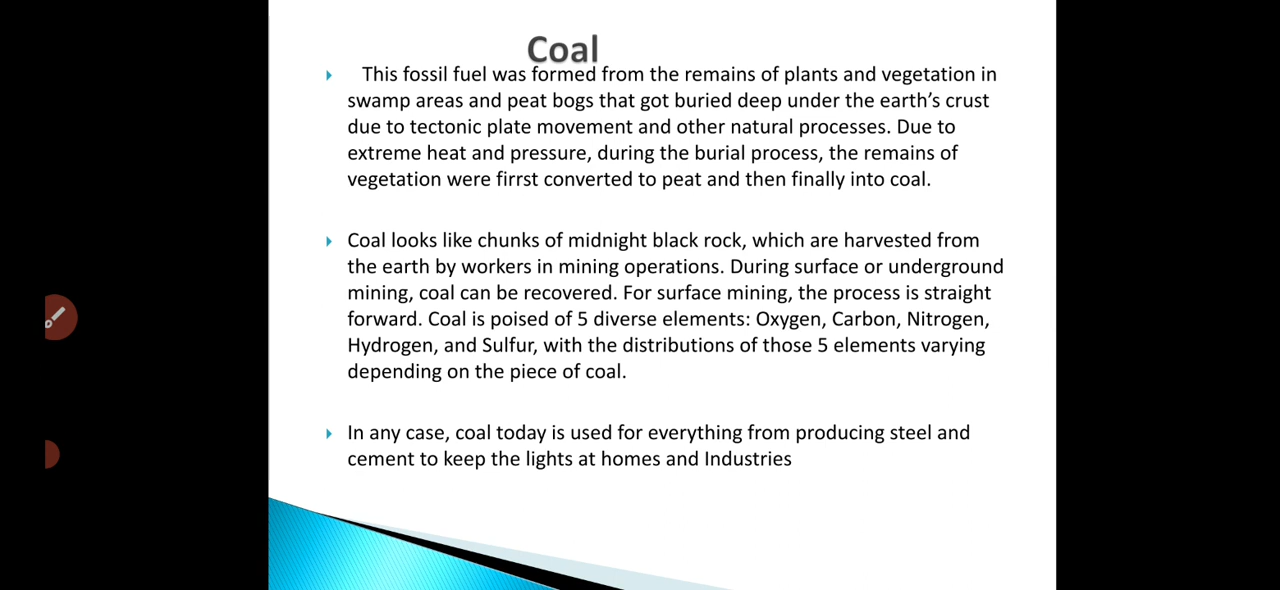 Coal
This fossil fuel was formed from the remains of plants and vegetation in
swamp areas and peat bogs that got buried deep under the earth’s crust
due to tectonic plate movement and other natural processes. Due to
extreme heat and pressure, during the burial process, the remains of
vegetation were firrst converted to peat and then finally into coal.
Coal looks like chunks of midnight black rock, which are harvested from
the earth by workers in mining operations. During surface or underground
mining, coal can be recovered. For surface mining, the process is straight
forward. Coal is poised of 5 diverse elements: Oxygen, Carbon, Nitrogen,
Hydrogen, and Sulfur, with the distributions of those 5 elements varying
depending on the piece of coal.
In any case, coal today is used for everything from producing steel and
cement to keep the lights at homes and Industries